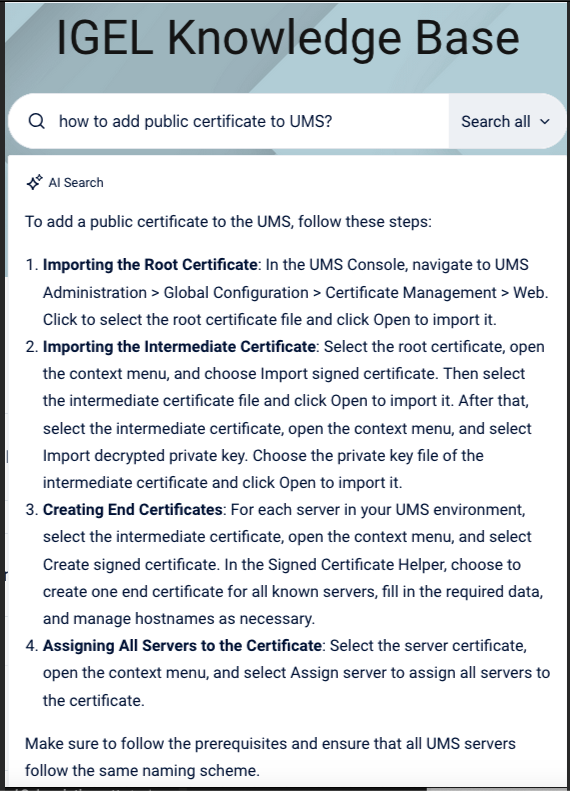 IGEL Knowledge Base
how to add public certificate to UMS?
Search all
AI Search
To add a public certificate to the UMS, follow these steps:
1. Importing the Root Certificate: In the UMS Console, navigate to UMS
Administration > Global Configuration > Certificate Management > Web.
Click to select the root certificate file and click Open to import it.
2. Importing the Intermediate Certificate: Select the root certificate, open
the context menu, and choose Import signed certificate. Then select
the intermediate certificate file and click Open to import it. After that,
select the intermediate certificate, open the context menu, and select
Import decrypted private key. Choose the private key file of the
intermediate certificate and click Open to import it.
3. Creating End Certificates: For each server in your UMS environment,
select the intermediate certificate, open the context menu, and select
Create signed certificate. In the Signed Certificate Helper, choose to
create one end certificate for all known servers, fill in the required data,
and manage hostnames as necessary.
4. Assigning All Servers to the Certificate: Select the server certificate,
open the context menu, and select Assign server to assign all servers to
the certificate.
Make sure to follow the prerequisites and ensure that all UMS servers
follow the same naming scheme.